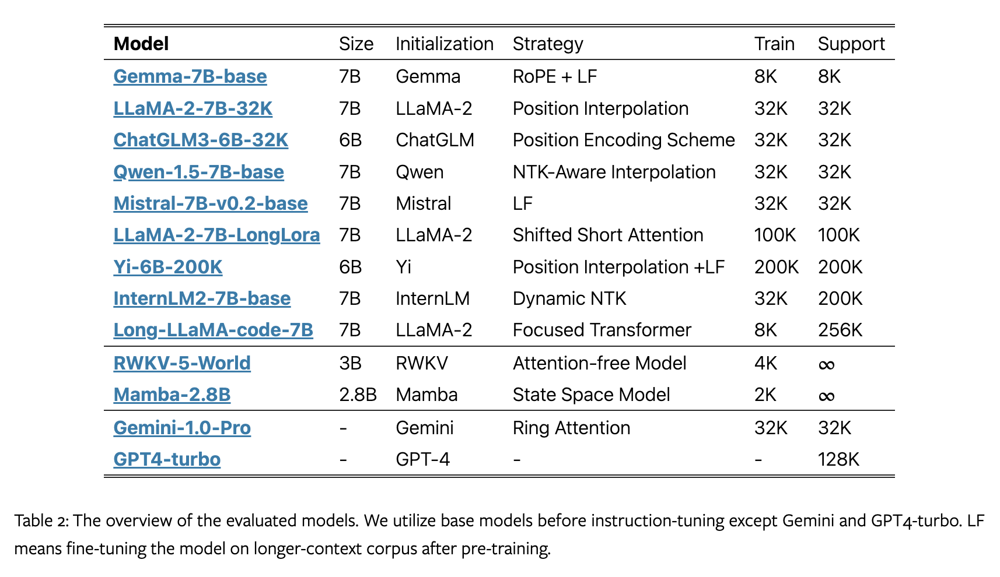 Model Size Initialization Strategy Train Support
Gemma-7B-base 7B Gemma RoPE + LF 8K 8K
LLaMA-2-7B-32K 7B LLaMA-2 Position Interpolation 32K 32K
ChatGLM3-6B-32K 6B ChatGLM Position Encoding Scheme 32K 32K
Qwen-1.5-7B-base 7B Qwen NTK-Aware Interpolation 32K 32K
Mistral-7B-v0.2-base 7B Mistral LF 32K 32K
LLaMA-2-7B-LongLora 7B LLaMA-2 Shifted Short Attention 100K 100K
Yi-6B-200K 6B Yi Position Interpolation +LF 200K 200K
InternLM2-7B-base 7B InternLM Dynamic NTK 32K 200K
Long-LLaMA-code-7B 7B LLaMA-2 Focused Transformer 8K 256K
RWKV-5-World 3B RWKV Attention-free Model 4K ∞
Mamba-2.8B 2.8B Mamba State Space Model 2K ∞
Gemini-1.0-Pro - Gemini Ring Attention 32K 32K
GPT4-turbo - GPT-4 - - 128K
Table 2: The overview of the evaluated models. We utilize base models before instruction-tuning except Gemini and GPT4-turbo. LF
means fine-tuning the model on longer-context corpus after pre-training.